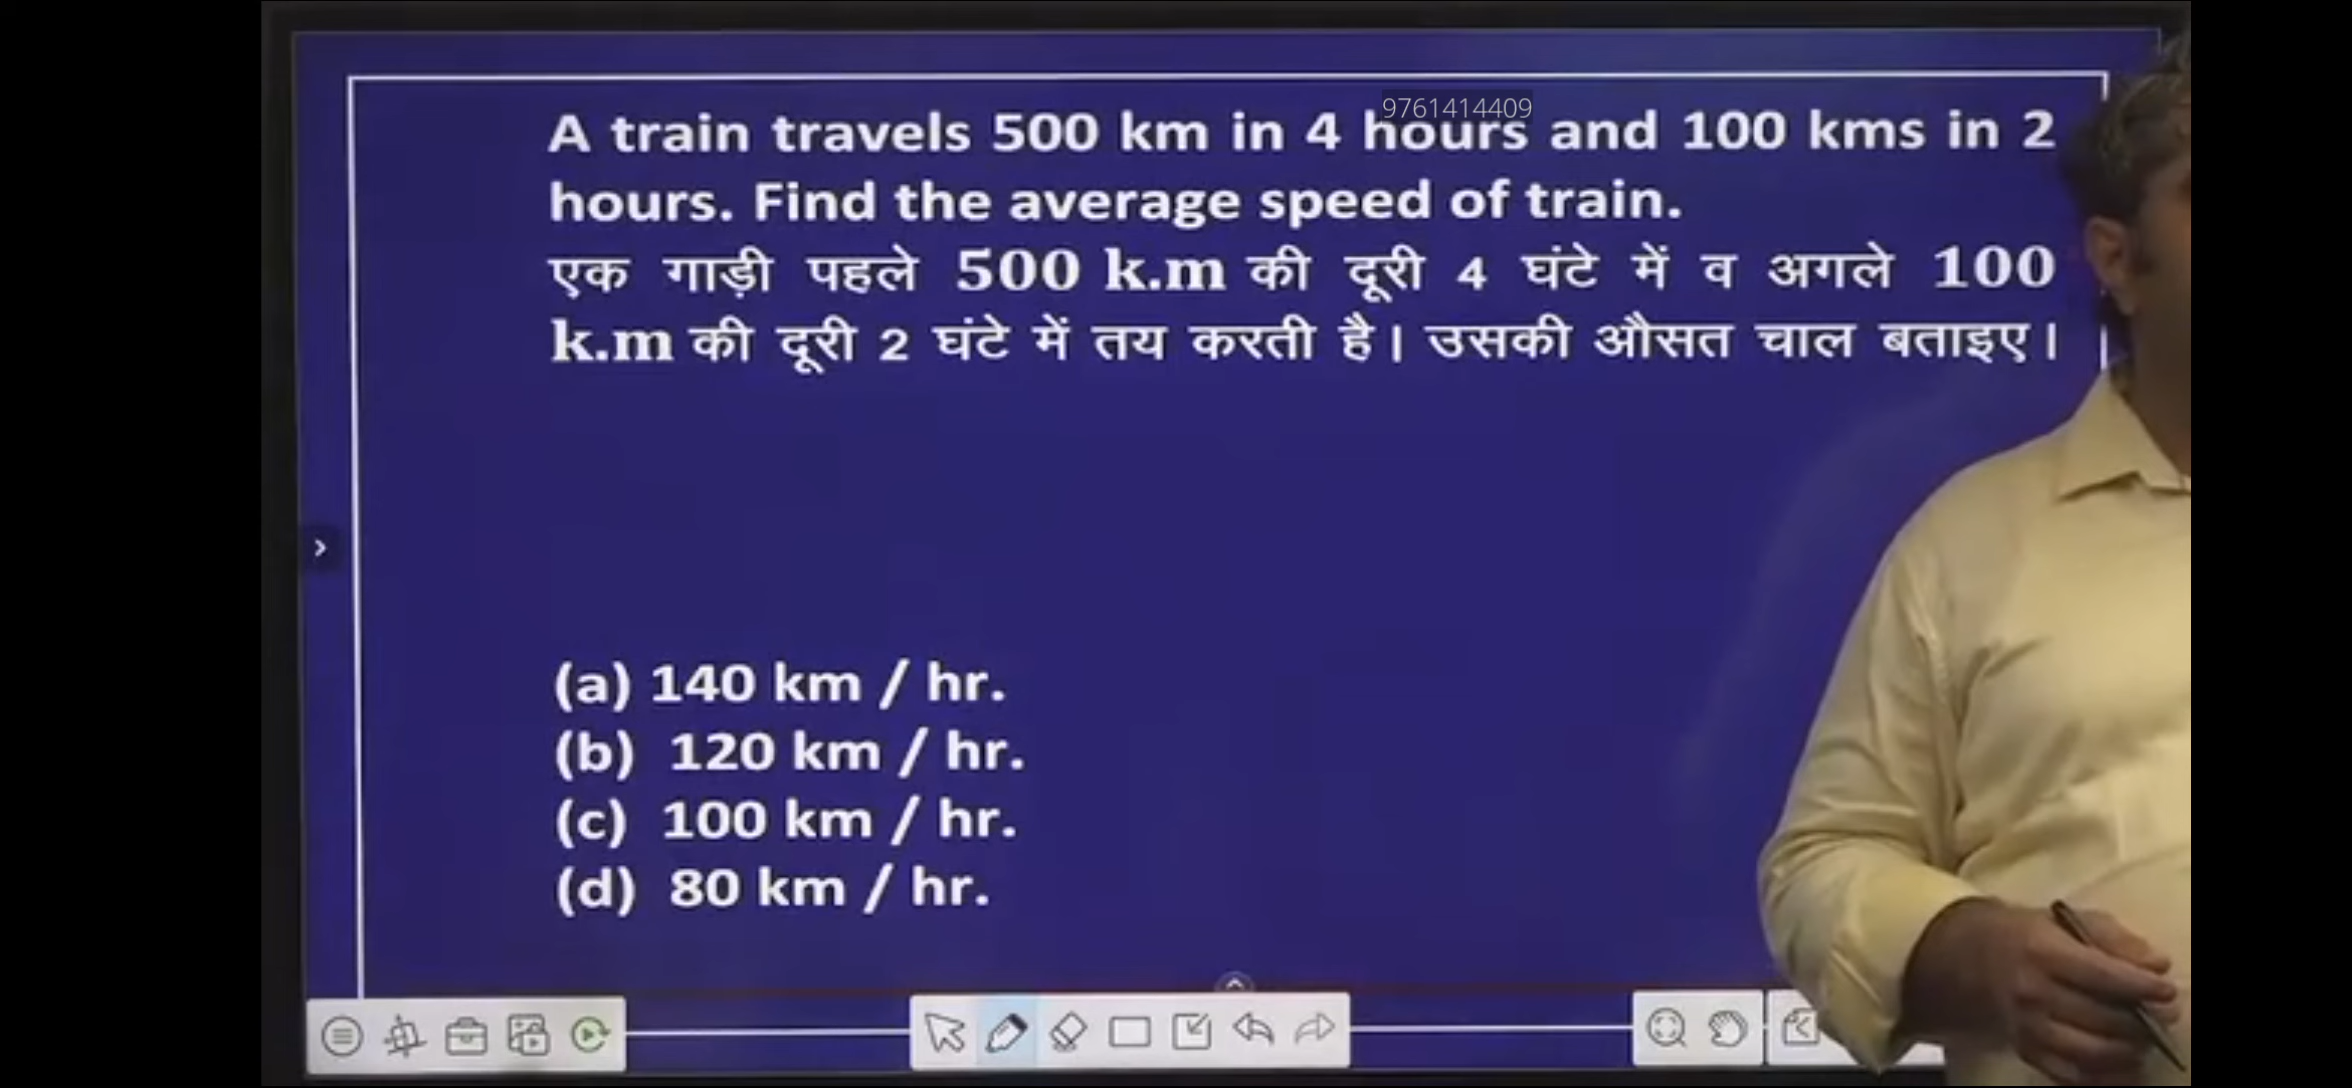 9761414409
A train travels 500 km in 4 hours and 100 kms in 2
hours. Find the average speed of train.
एक गाड़ी पहले 500 k.m की दूरी 4 घंटे में व अगले 100
k.m की दूरी 2 घंटे में तय करती है। उसकी औसत चाल बताइए।
(a) 140 km / hr.
(b) 120 km / hr.
(c) 100 km / hr.
(d) 80 km / hr.